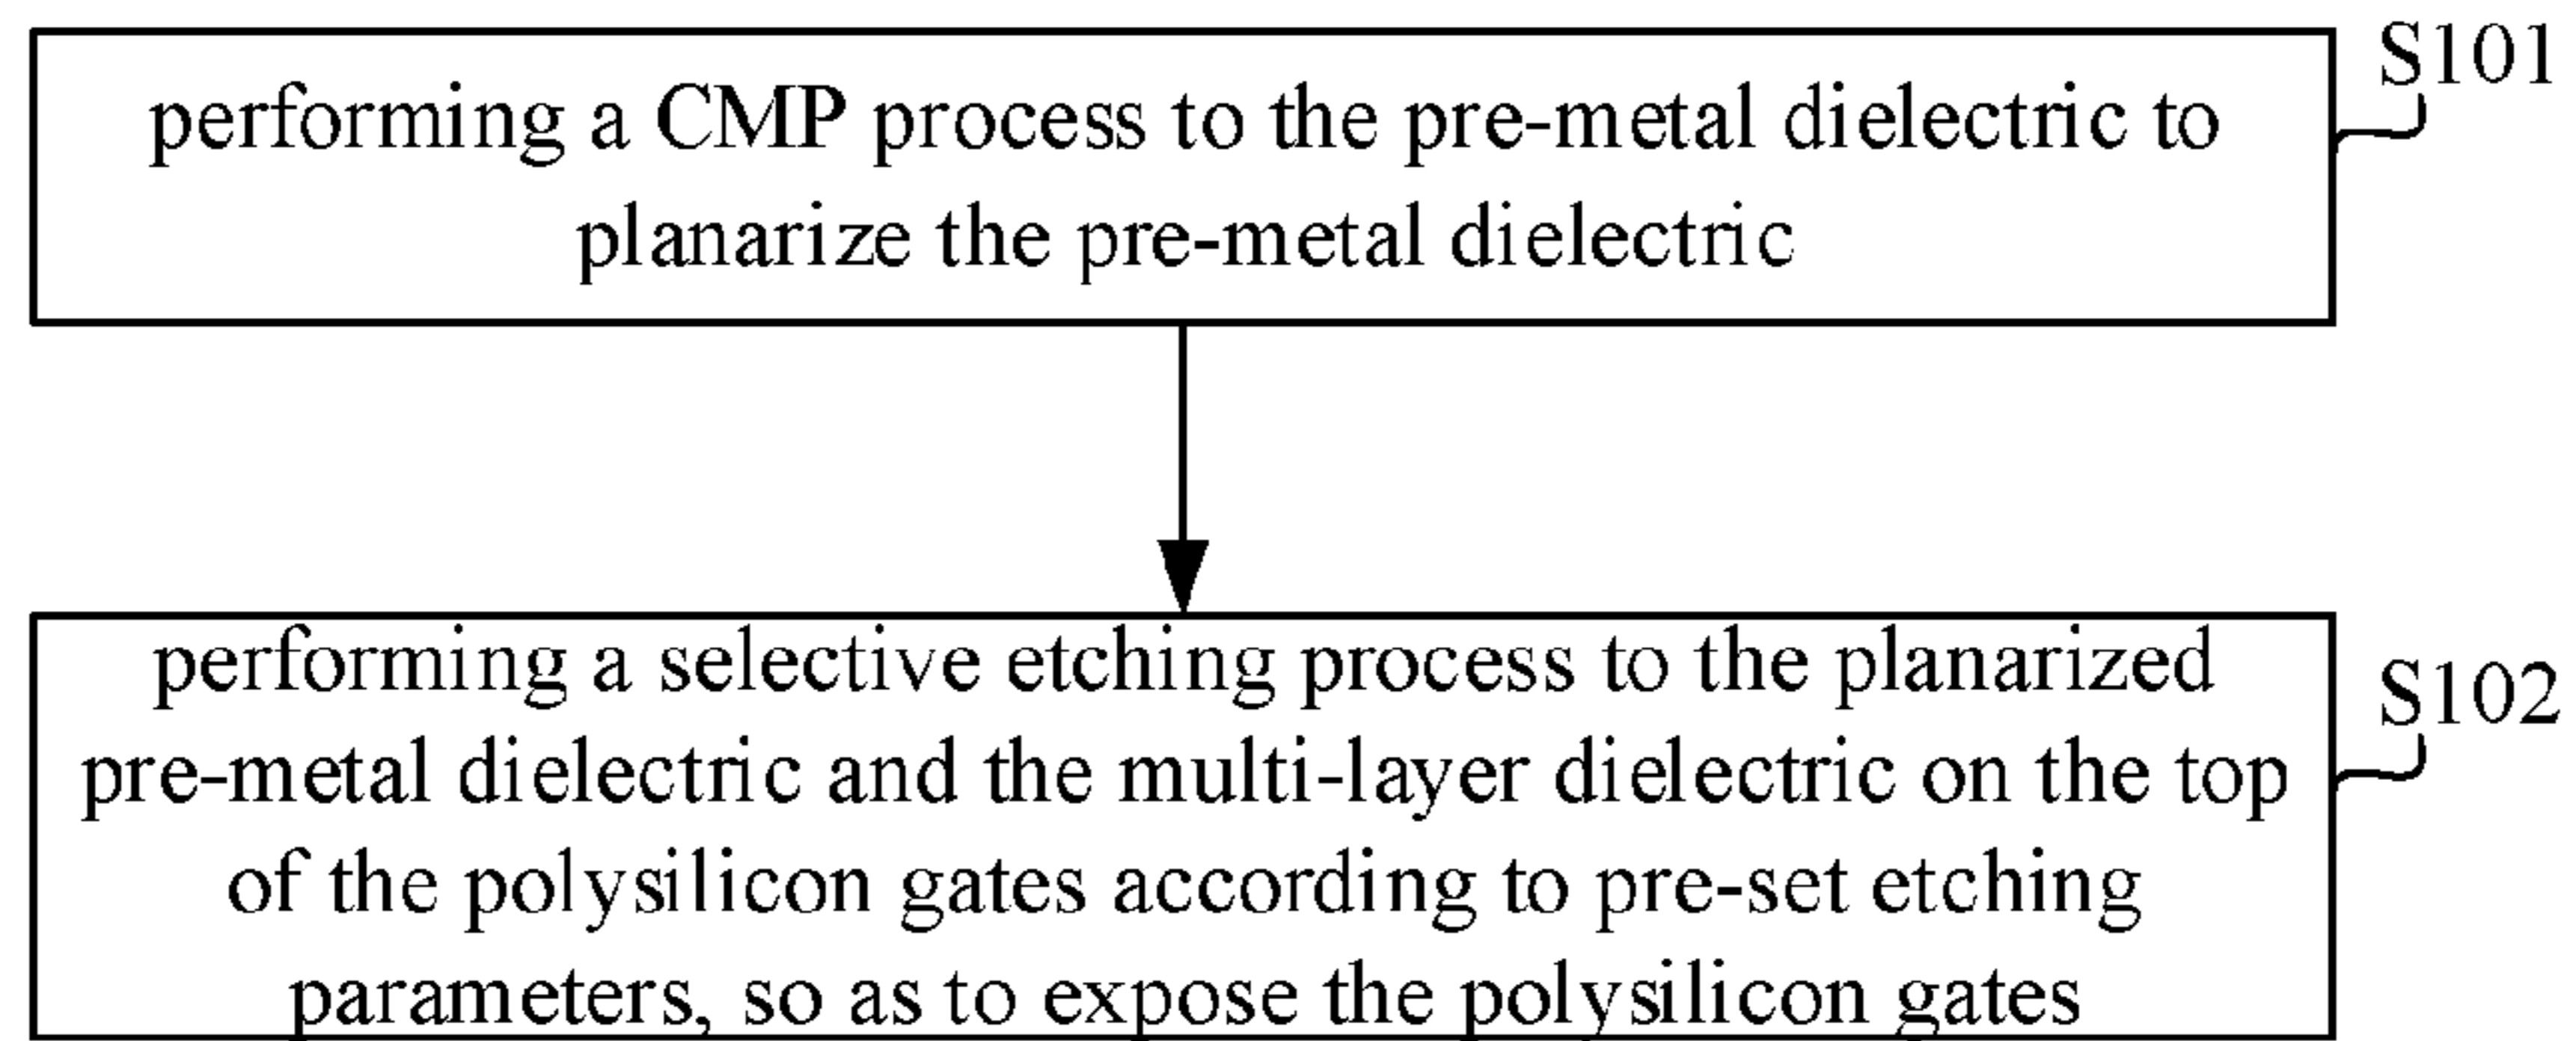 S101
performing a CMP process to the pre-metal dielectric to
planarize the pre-metal dielectric
S102
performing a selective etching process to the planarized
pre-metal dielectric and the multi-layer dielectric on the top
of the polysilicon gates according to pre-set etching
parameters, so as to expose the polysilicon gates